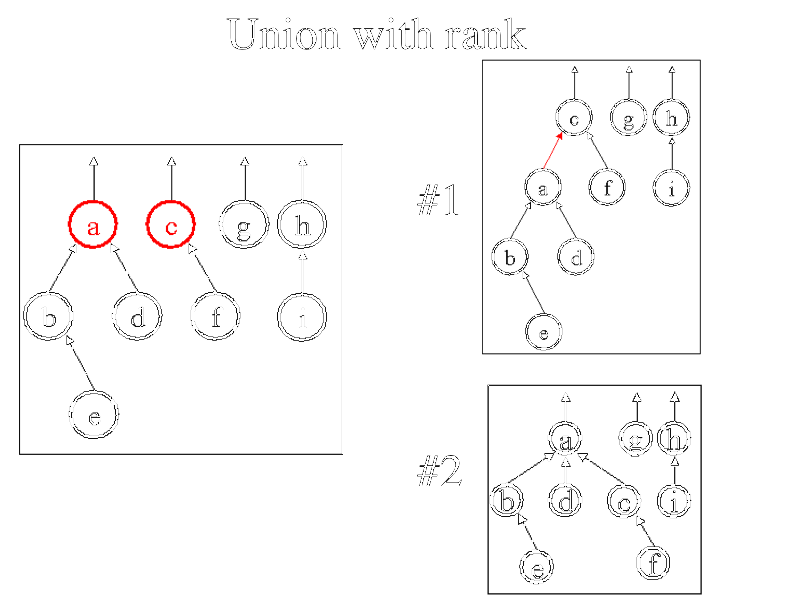 Union with rank
a c g h
b d f i
e
#1
c g h
a f i
b d
e
#2
a g h
b d c i
e f